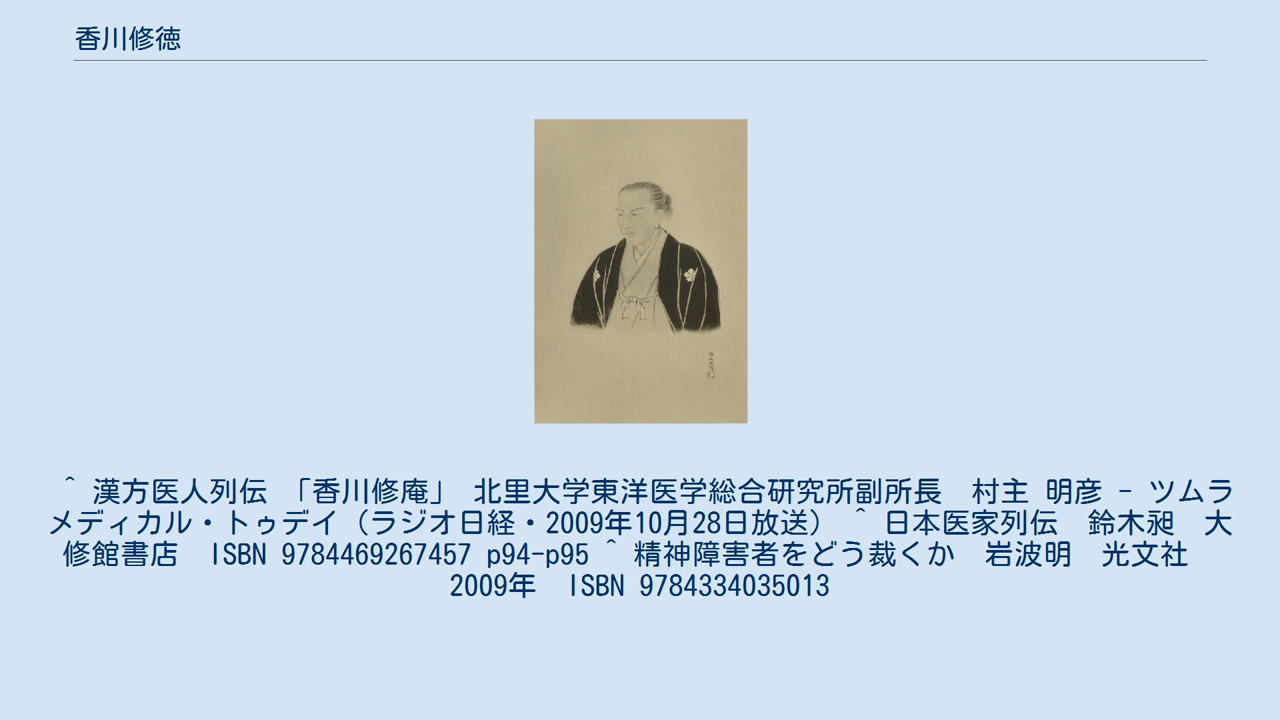 香川修徳
^ 漢方医人列伝 「香川修庵」 北里大学東洋医学総合研究所副所長　村主 明彦 - ツムラ
メディカル・トゥデイ（ラジオ日経・2009年10月28日放送） ^ 日本医家列伝　鈴木昶　大
修館書店　ISBN 9784469267457 p94-p95 ^ 精神障害者をどう裁くか　岩波明　光文社
2009年　ISBN 9784334035013